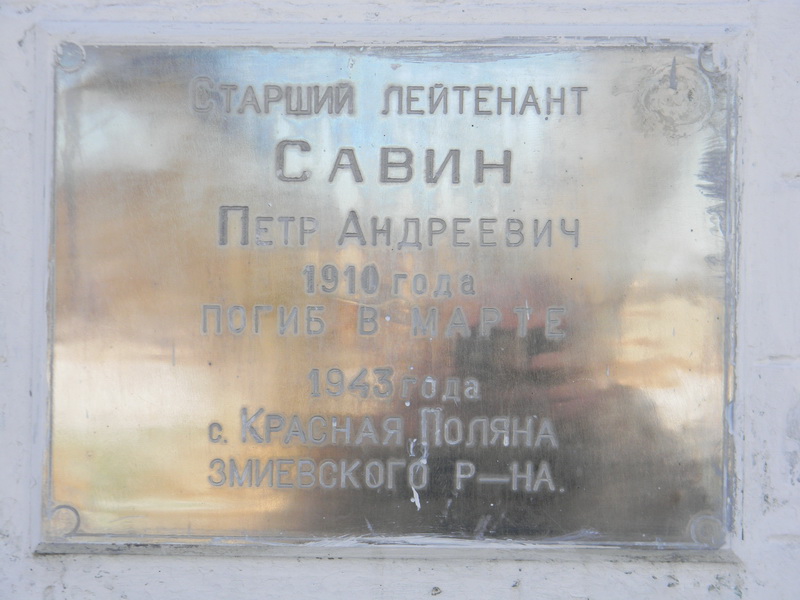 Старший лейтенант
Савин
Петр Андреевич
1910 года
погиб в марте
1943 года
с. Красная Поляна
Змиевского р-на.